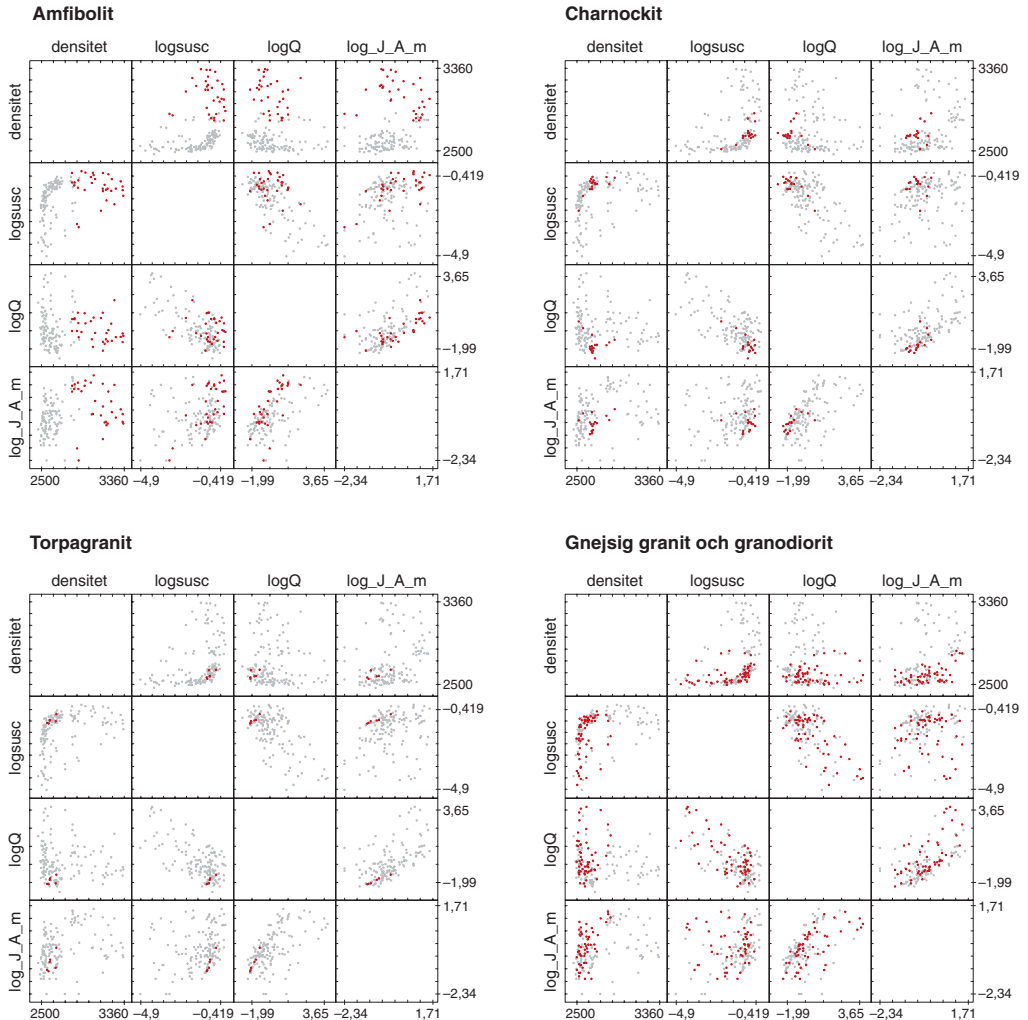 Amfibolit
densitet logsusc logQ log_J_A_m
densitet
3360
2500
logsusc
–0,419
–4,9
logQ
3,65
–1,99
log_J_A_m
1,71
–2,34
2500 3360 –4,9 –0,419 –1,99 3,65 –2,34 1,71
Charnockit
densitet logsusc logQ log_J_A_m
densitet
3360
2500
logsusc
–0,419
–4,9
logQ
3,65
–1,99
log_J_A_m
1,71
–2,34
2500 3360 –4,9 –0,419 –1,99 3,65 –2,34 1,71
Torpagranit
densitet logsusc logQ log_J_A_m
densitet
3360
2500
logsusc
–0,419
–4,9
logQ
3,65
–1,99
log_J_A_m
1,71
–2,34
2500 3360 –4,9 –0,419 –1,99 3,65 –2,34 1,71
Gnejsig granit och granodiorit
densitet logsusc logQ log_J_A_m
densitet
3360
2500
logsusc
–0,419
–4,9
logQ
3,65
–1,99
log_J_A_m
1,71
–2,34
2500 3360 –4,9 –0,419 –1,99 3,65 –2,34 1,71